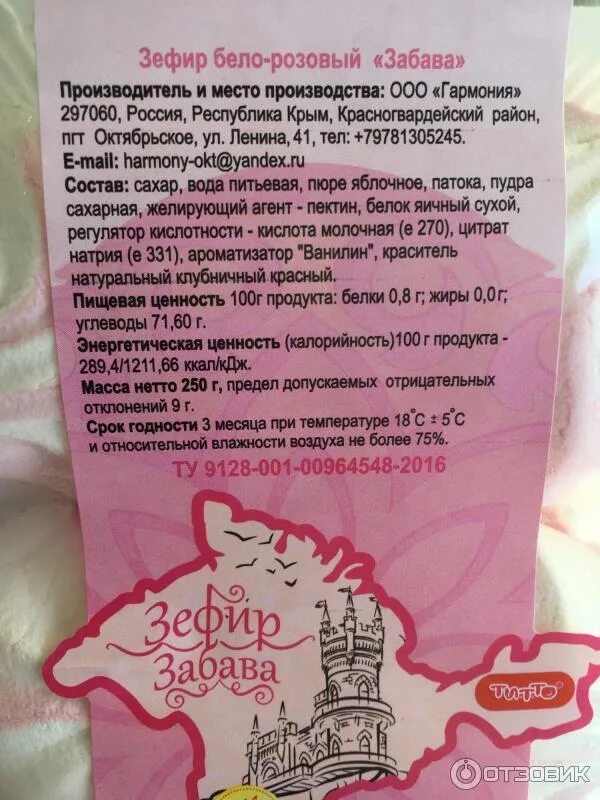 Зефир бело-розовый «Забава»
Производитель и место производства: ООО «Гармония»
297060, Россия, Республика Крым, Красногвардейский район,
пгт Октябрьское, ул. Ленина, 41, тел: +79781305245.
E-mail: harmony-okt@yandex.ru
Состав: сахар, вода питьевая, пюре яблочное, патока, пудра
сахарная, желирующий агент - пектин, белок яичный сухой,
регулятор кислотности - кислота молочная (е 270), цитрат
натрия (е 331), ароматизатор "Ванилин", краситель
натуральный клубничный красный.
Пищевая ценность 100г продукта: белки 0,8 г; жиры 0,0 г;
углеводы 71,60 г.
Энергетическая ценность (калорийность)100 г продукта -
289,4/1211,66 ккал/кДж.
Масса нетто 250 г, предел допускаемых отрицательных
отклонений 9 г.
Срок годности 3 месяца при температуре 18°С ± 5°С
и относительной влажности воздуха не более 75%.
ТУ 9128-001-00964548-2016
Зефир
Забава
ТИТТО
ОТЗОВИК